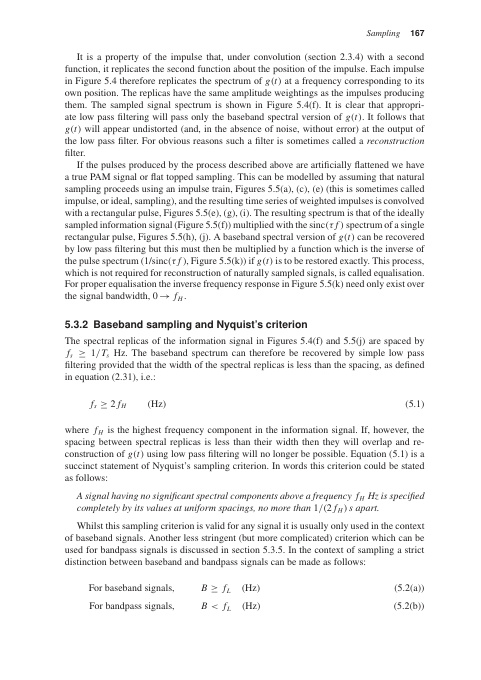 Sampling 167
It is a property of the impulse that, under convolution (section 2.3.4) with a second
function, it replicates the second function about the position of the impulse. Each impulse
in Figure 5.4 therefore replicates the spectrum of g(t) at a frequency corresponding to its
own position. The replicas have the same amplitude weightings as the impulses producing
them. The sampled signal spectrum is shown in Figure 5.4(f). It is clear that appropri-
ate low pass filtering will pass only the baseband spectral version of g(t). It follows that
g(t) will appear undistorted (and, in the absence of noise, without error) at the output of
the low pass filter. For obvious reasons such a filter is sometimes called a reconstruction
filter.
If the pulses produced by the process described above are artificially flattened we have
a true PAM signal or flat topped sampling. This can be modelled by assuming that natural
sampling proceeds using an impulse train, Figures 5.5(a), (c), (e) (this is sometimes called
impulse, or ideal, sampling), and the resulting time series of weighted impulses is convolved
with a rectangular pulse, Figures 5.5(e), (g), (i). The resulting spectrum is that of the ideally
sampled information signal (Figure 5.5(f)) multiplied with the sinc(τf) spectrum of a single
rectangular pulse, Figures 5.5(h), (j). A baseband spectral version of g(t) can be recovered
by low pass filtering but this must then be multiplied by a function which is the inverse of
the pulse spectrum (1/sinc(τf), Figure 5.5(k)) if g(t) is to be restored exactly. This process,
which is not required for reconstruction of naturally sampled signals, is called equalisation.
For proper equalisation the inverse frequency response in Figure 5.5(k) need only exist over
the signal bandwidth, 0 → fH.
5.3.2 Baseband sampling and Nyquist's criterion
The spectral replicas of the information signal in Figures 5.4(f) and 5.5(j) are spaced by
fs ≥ 1/Ts Hz. The baseband spectrum can therefore be recovered by simple low pass
filtering provided that the width of the spectral replicas is less than the spacing, as defined
in equation (2.31), i.e.:
fs ≥ 2fH (Hz) (5.1)
where fH is the highest frequency component in the information signal. If, however, the
spacing between spectral replicas is less than their width then they will overlap and re-
construction of g(t) using low pass filtering will no longer be possible. Equation (5.1) is a
succinct statement of Nyquist's sampling criterion. In words this criterion could be stated
as follows:
A signal having no significant spectral components above a frequency fH Hz is specified
completely by its values at uniform spacings, no more than 1/(2fH) s apart.
Whilst this sampling criterion is valid for any signal it is usually only used in the context
of baseband signals. Another less stringent (but more complicated) criterion which can be
used for bandpass signals is discussed in section 5.3.5. In the context of sampling a strict
distinction between baseband and bandpass signals can be made as follows:
For baseband signals, B ≥ fL (Hz) (5.2(a))
For bandpass signals, B < fL (Hz) (5.2(b))